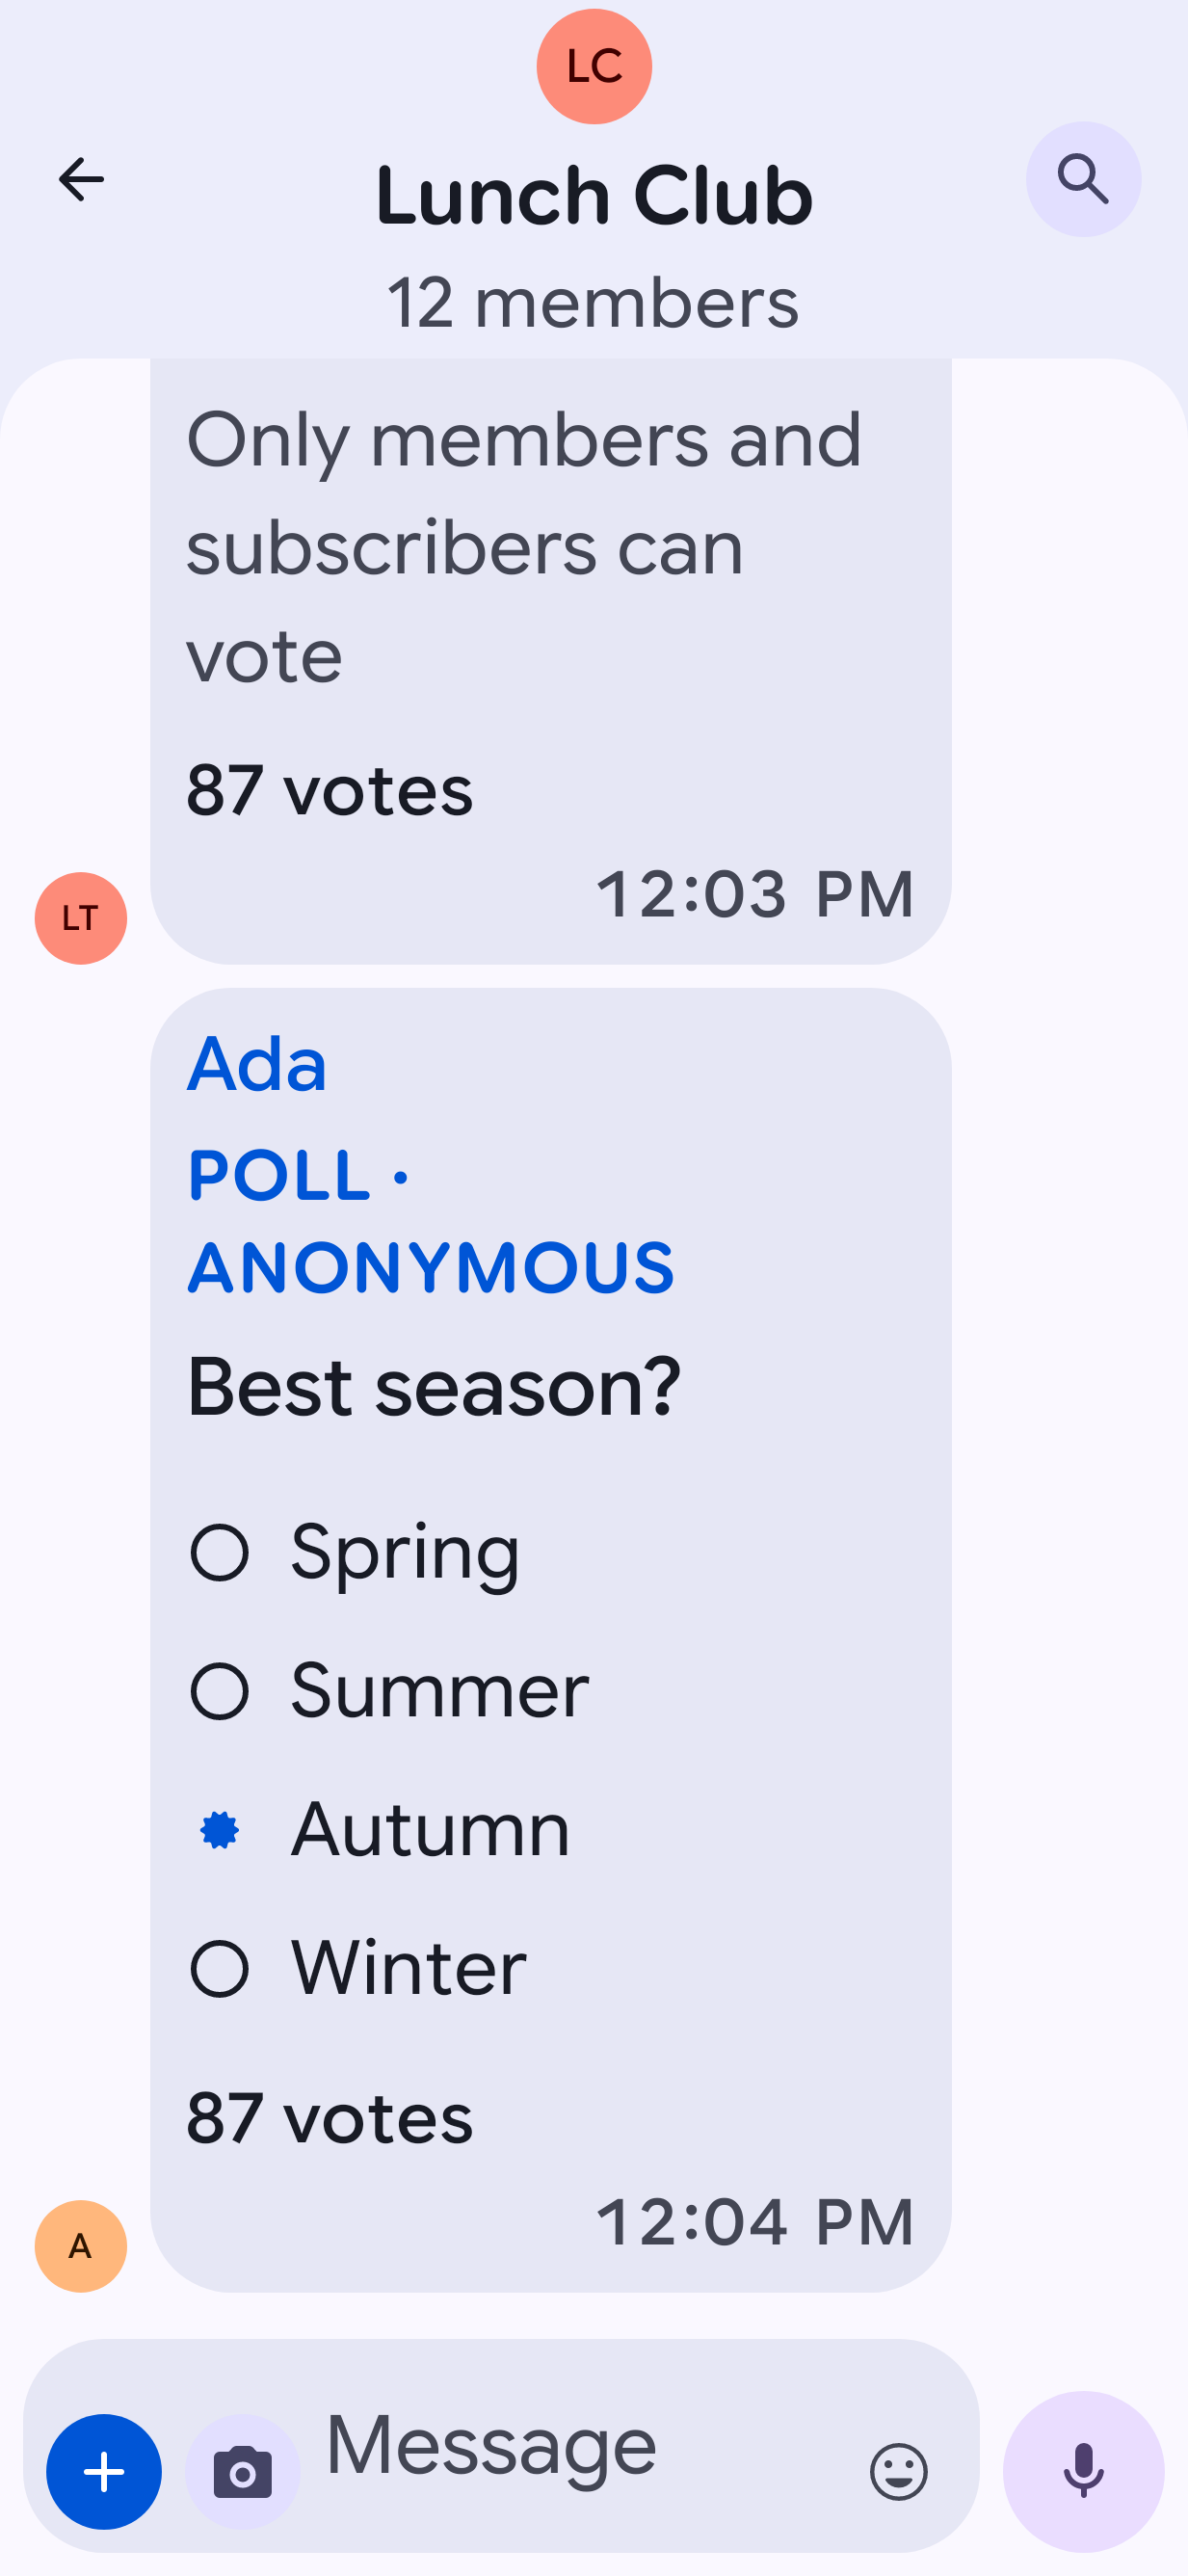 LC
Lunch Club
12 members
Only members and
subscribers can
vote
87 votes
12:03 PM
LT
Ada
POLL ·
ANONYMOUS
Best season?
Spring
Summer
Autumn
Winter
87 votes
12:04 PM
A
Message